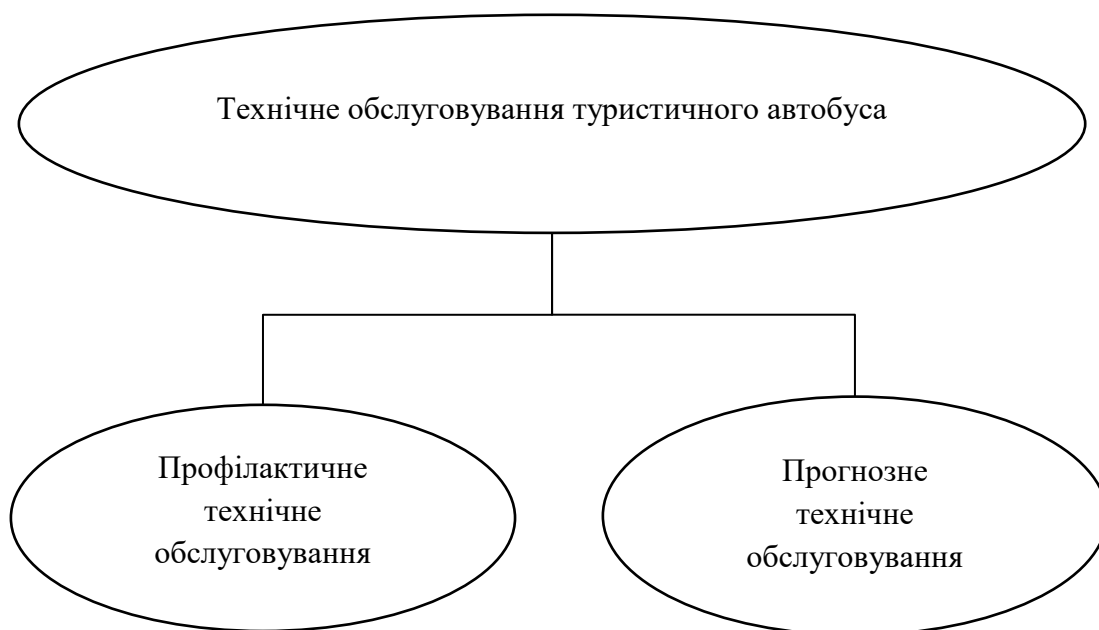 Технічне обслуговування туристичного автобуса
Профілактичне
технічне
обслуговування
Прогнозне
технічне
обслуговування